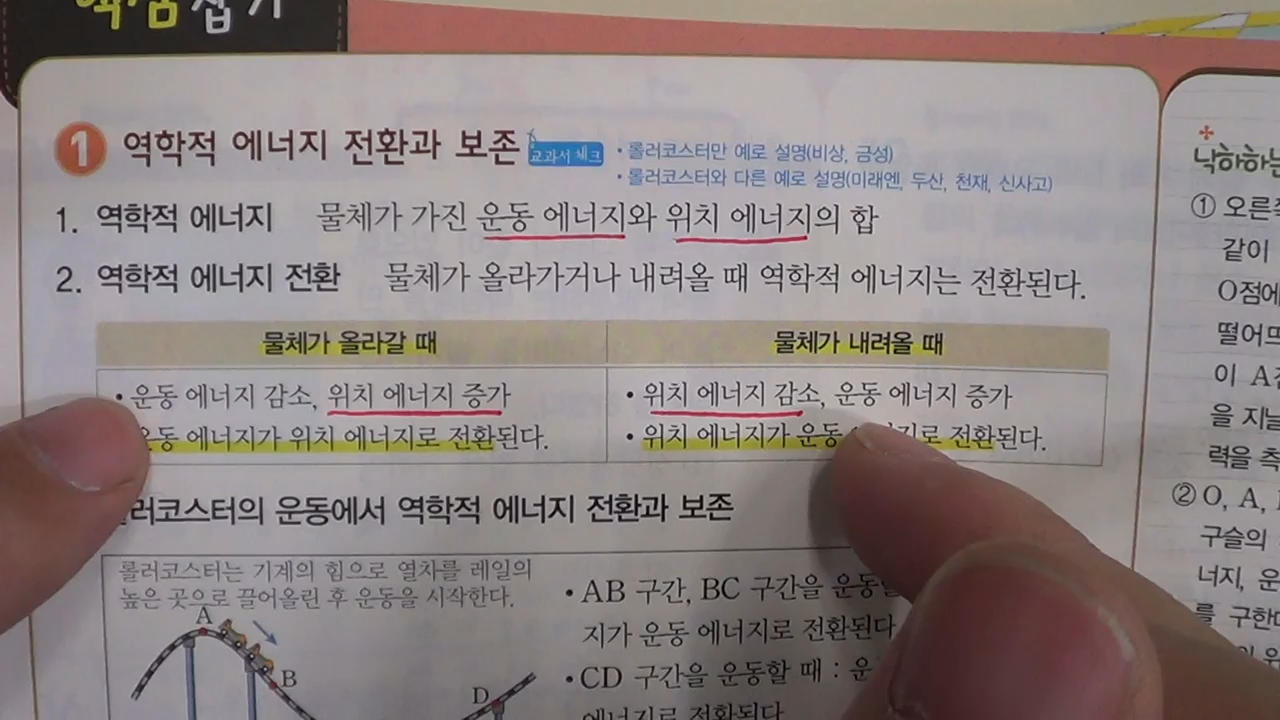 핵심 잡기
1 역학적 에너지 전환과 보존 교과서 체크
• 롤러코스터만 예로 설명(비상, 금성)
• 롤러코스터와 다른 예로 설명(미래엔, 두산, 천재, 신사고)
1. 역학적 에너지 물체가 가진 운동 에너지와 위치 에너지의 합
2. 역학적 에너지 전환 물체가 올라가거나 내려올 때 역학적 에너지는 전환된다.
물체가 올라갈 때
• 운동 에너지 감소, 위치 에너지 증가
에너지가 위치 에너지로 전환된다.
물체가 내려올 때
• 위치 에너지 감소, 운동 에너지 증가
• 위치 에너지가 운동 전환된다.
롤러코스터의 운동에서 역학적 에너지 전환과 보존
롤러코스터는 기계의 힘으로 열차를 레일의
높은 곳으로 끌어올린 후 운동을 시작한다.
A
B
D
• AB 구간, BC 구간을
지가 운동 에너지로 전환된다
• CD 구간을 운동할 때 : 운
에너지로 전환된다
낙하하는
① 오른쪽
같이
O점에
이 A
을 지날
력을 측
② O, A,
구슬의
너지, 운
를 구한다